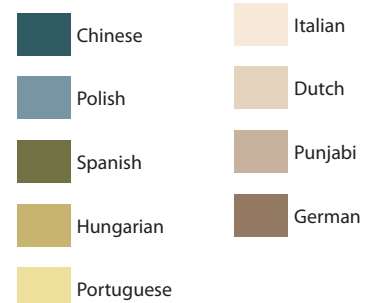 Chinese
Polish
Spanish
Hungarian
Portuguese
Italian
Dutch
Punjabi
German